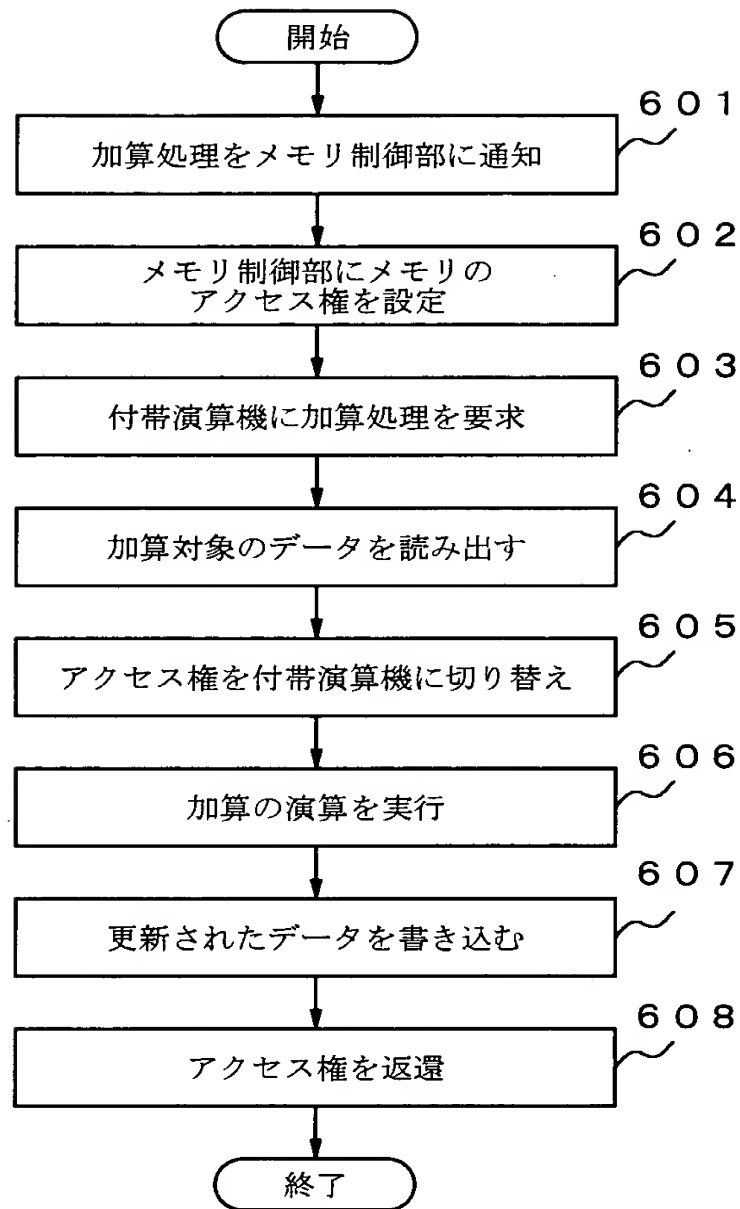 開始
601
加算処理をメモリ制御部に通知
602
メモリ制御部にメモリの
アクセス権を設定
603
付帯演算機に加算処理を要求
604
加算対象のデータを読み出す
605
アクセス権を付帯演算機に切り替え
606
加算の演算を実行
607
更新されたデータを書き込む
608
アクセス権を返還
終了